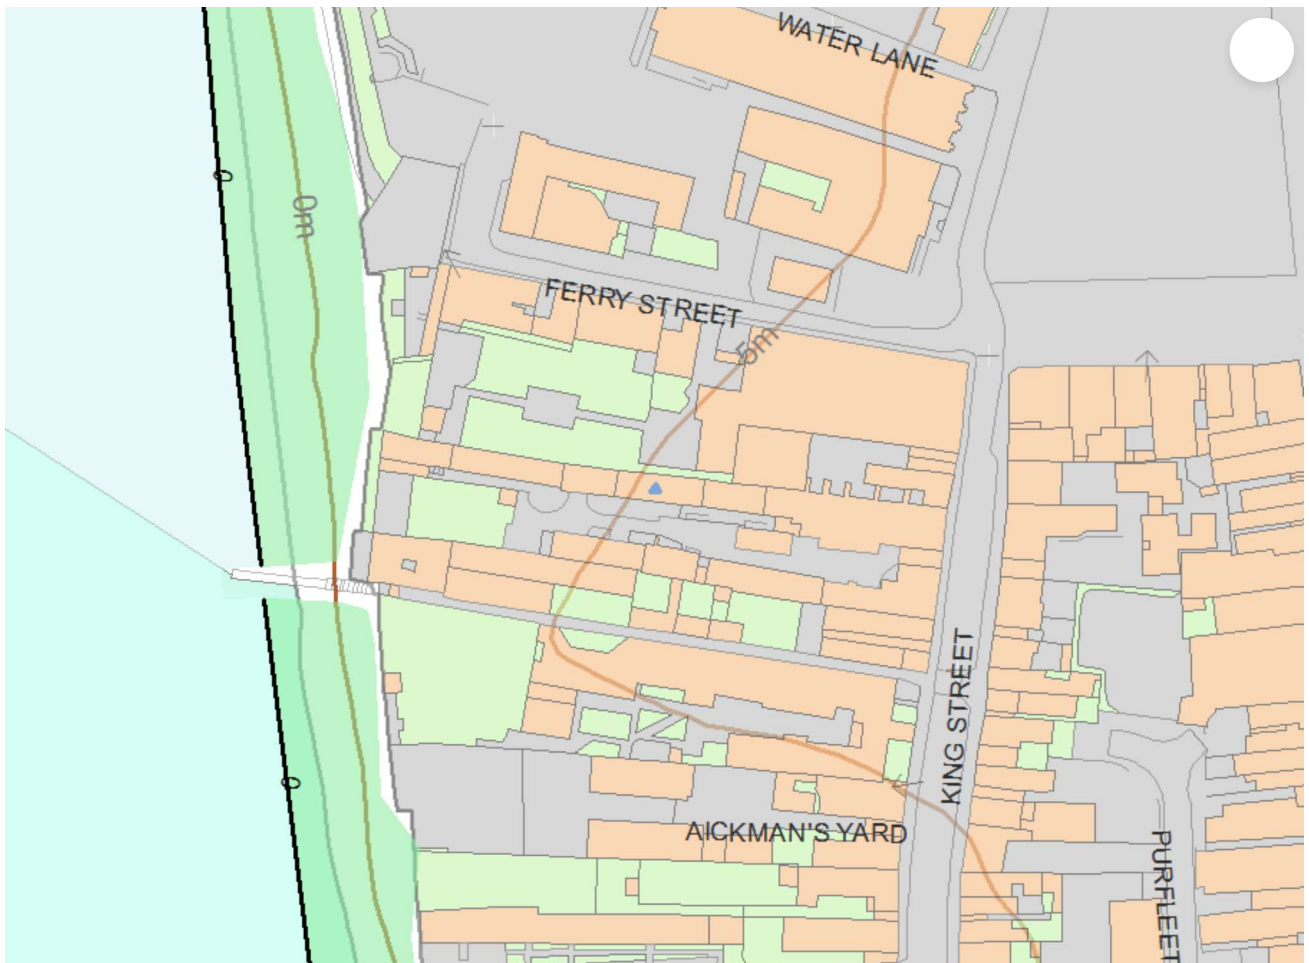 WATER LANE
0
0m
FERRY STREET
5m
KING STREET
0
AICKMAN'S YARD
PURFLEET